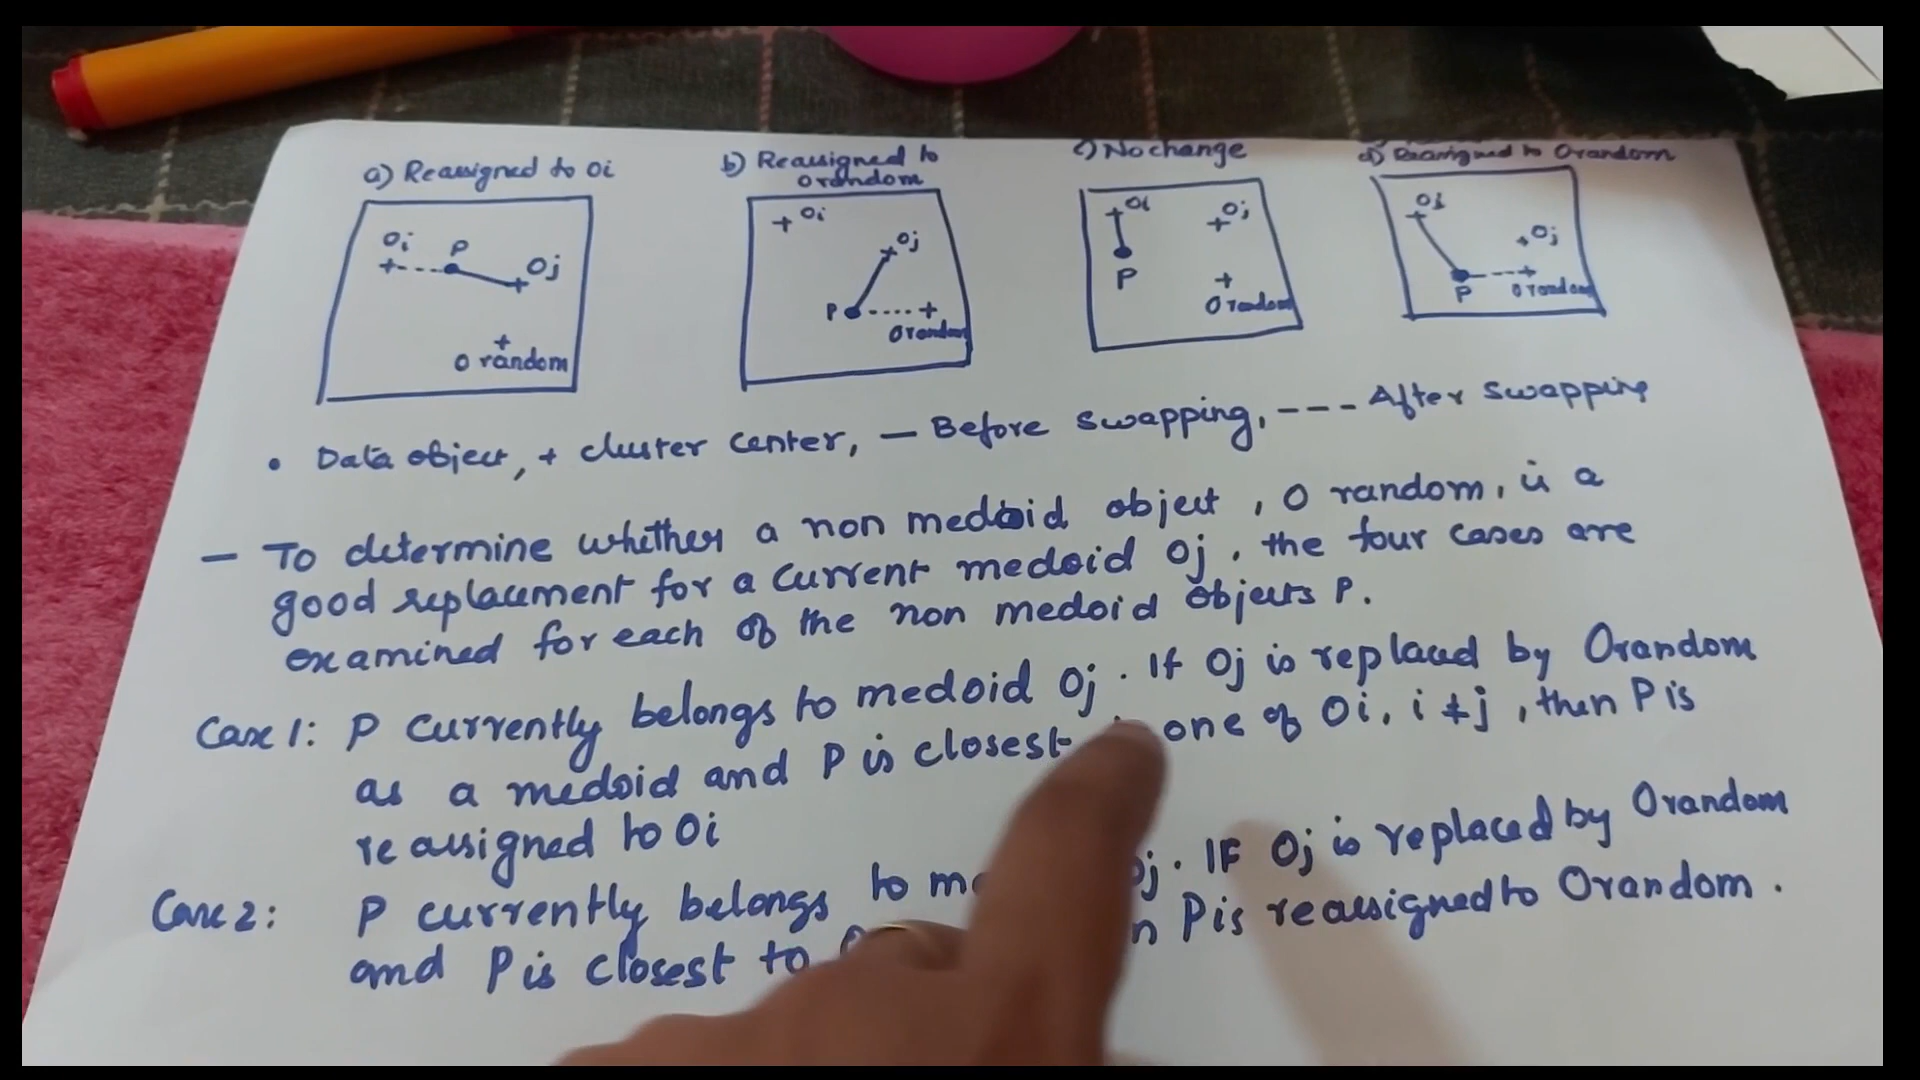 a) Reassigned to Oi
b) Reassigned to
Orandom
c) No change
d) Reassigned to Orandom
Oi
P
Oj
O random
Oi
Oj
P
O random
Oi
Oj
P
O random
Oi
Oj
P
O random
• Data object, + cluster center, — Before swapping, --- After swapping
— To determine whether a non medoid object, O random, is a
good replacement for a current medoid Oj, the four cases are
examined for each of the non medoid objects P.
Case 1: P currently belongs to medoid Oj. If Oj is replaced by Orandom
as a medoid and P is closest one of Oi, i ≠ j, then P is
reassigned to Oi
Case 2: P currently belongs to Oj. IF Oj is replaced by Orandom
and P is closest to P is reassigned to Orandom.